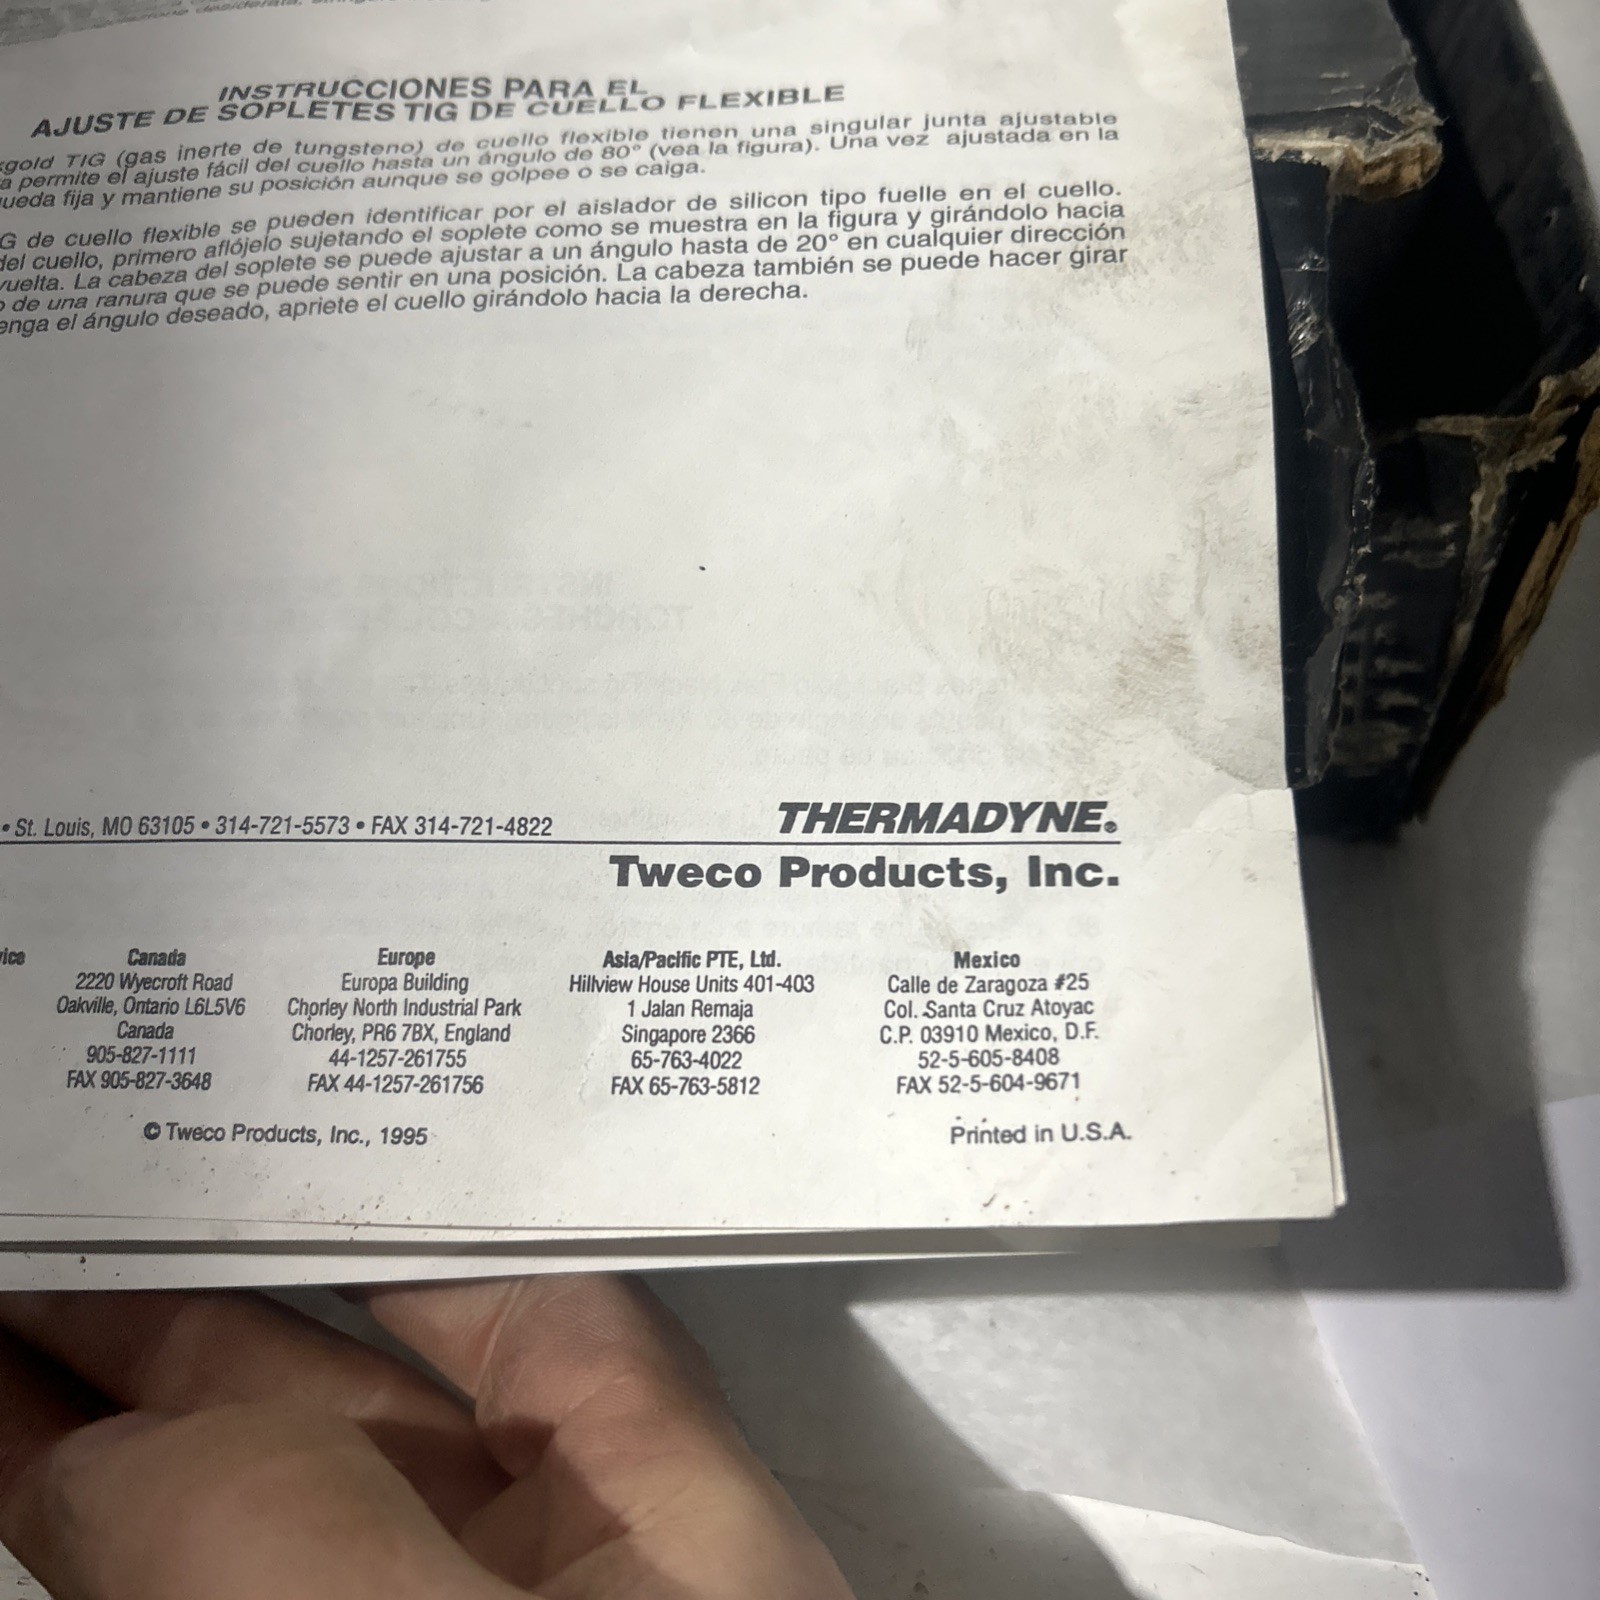 INSTRUCCIONES PARA EL
AJUSTE DE SOPLETES TIG DE CUELLO FLEXIBLE
gold TIG (gas inerte de tungsteno) de cuello flexible tienen una singular junta ajustable
a permite el ajuste fácil del cuello hasta un ángulo de 80° (vea la figura). Una vez ajustada en la
ueda fija y mantiene su posición aunque se golpee o se caiga.
G de cuello flexible se pueden identificar por el aislador de silicon tipo fuelle en el cuello.
del cuello, primero aflójelo sujetando el soplete como se muestra en la figura y girándolo hacia
vuelta. La cabeza del soplete se puede ajustar a un ángulo hasta de 20° en cualquier dirección
o de una ranura que se puede sentir en una posición. La cabeza también se puede hacer girar
enga el ángulo deseado, apriete el cuello girándolo hacia la derecha.
• St. Louis, MO 63105 • 314-721-5573 • FAX 314-721-4822
THERMADYNE®
Tweco Products, Inc.
Canada
2220 Wyecroft Road
Oakville, Ontario L6L5V6
Canada
905-827-1111
FAX 905-827-3648
Europe
Europa Building
Chorley North Industrial Park
Chorley, PR6 7BX, England
44-1257-261755
FAX 44-1257-261756
Asia/Pacific PTE, Ltd.
Hillview House Units 401-403
1 Jalan Remaja
Singapore 2366
65-763-4022
FAX 65-763-5812
Mexico
Calle de Zaragoza #25
Col. Santa Cruz Atoyac
C.P. 03910 Mexico, D.F.
52-5-605-8408
FAX 52-5-604-9671
© Tweco Products, Inc., 1995
Printed in U.S.A.